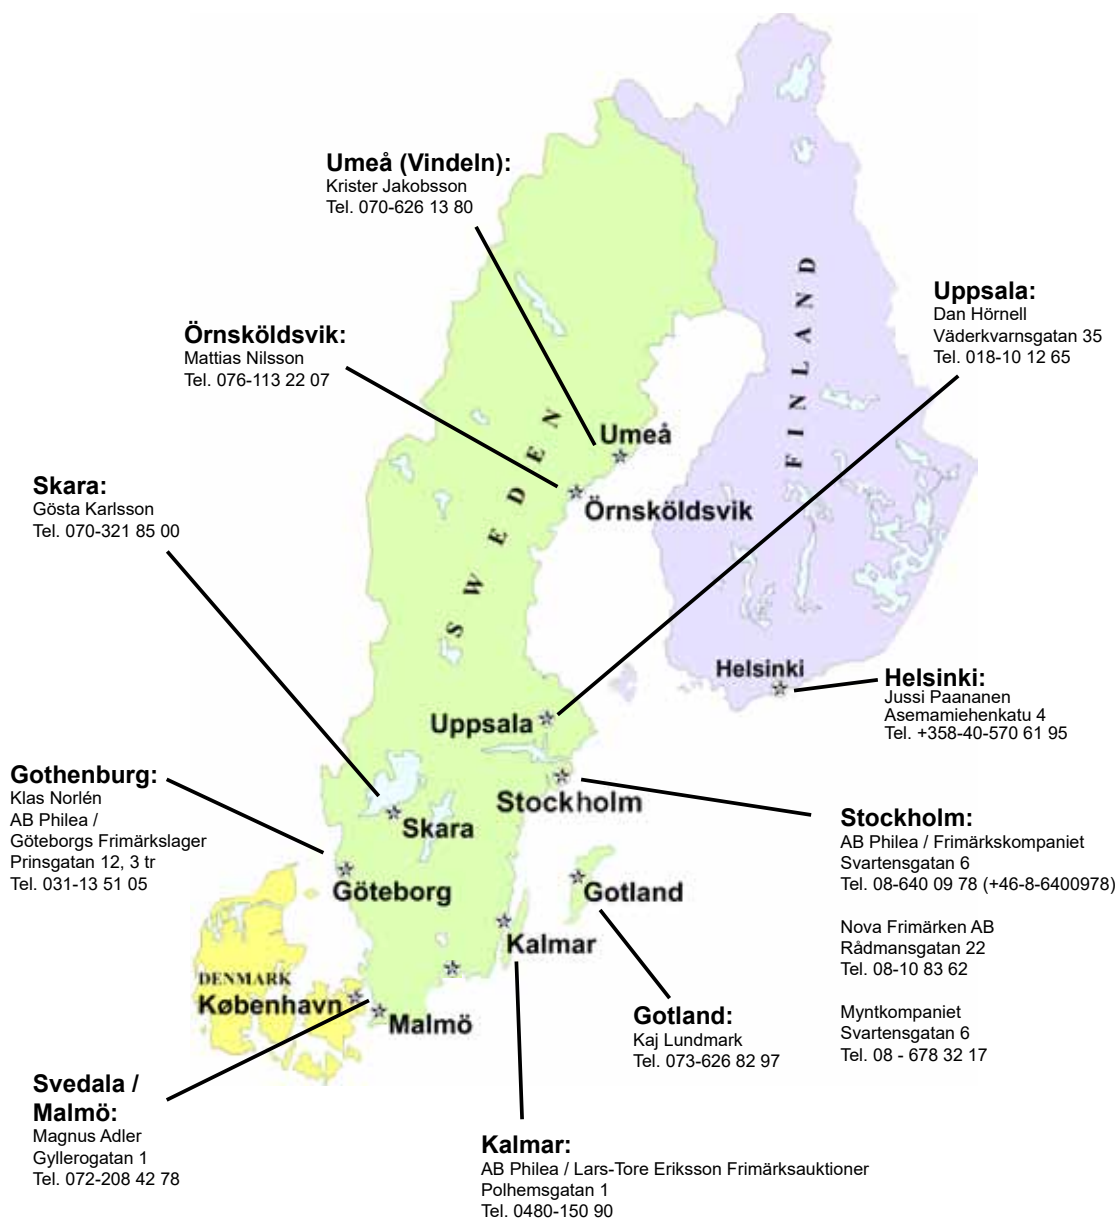 Umeå (Vindeln):
Krister Jakobsson
Tel. 070-626 13 80
Uppsala:
Dan Hörnell
Väderkvarnsgatan 35
Tel. 018-10 12 65
Örnsköldsvik:
Mattias Nilsson
Tel. 076-113 22 07
FINLAND
SWEDEN
Umeå
Örnsköldsvik
Skara:
Gösta Karlsson
Tel. 070-321 85 00
Helsinki
Helsinki:
Jussi Paananen
Asemamiehenkatu 4
Tel. +358-40-570 61 95
Uppsala
Stockholm
Gothenburg:
Klas Norlén
AB Philea /
Göteborgs Frimärkslager
Prinsgatan 12, 3 tr
Tel. 031-13 51 05
Skara
Göteborg
Gotland
Kalmar
Stockholm:
AB Philea / Frimärkskompaniet
Svartensgatan 6
Tel. 08-640 09 78 (+46-8-6400978)
Nova Frimärken AB
Rådmansgatan 22
Tel. 08-10 83 62
Myntkompaniet
Svartensgatan 6
Tel. 08 - 678 32 17
DENMARK
København
Malmö
Gotland:
Kaj Lundmark
Tel. 073-626 82 97
Svedala /
Malmö:
Magnus Adler
Gyllerogatan 1
Tel. 072-208 42 78
Kalmar:
AB Philea / Lars-Tore Eriksson Frimärksauktioner
Polhemsgatan 1
Tel. 0480-150 90